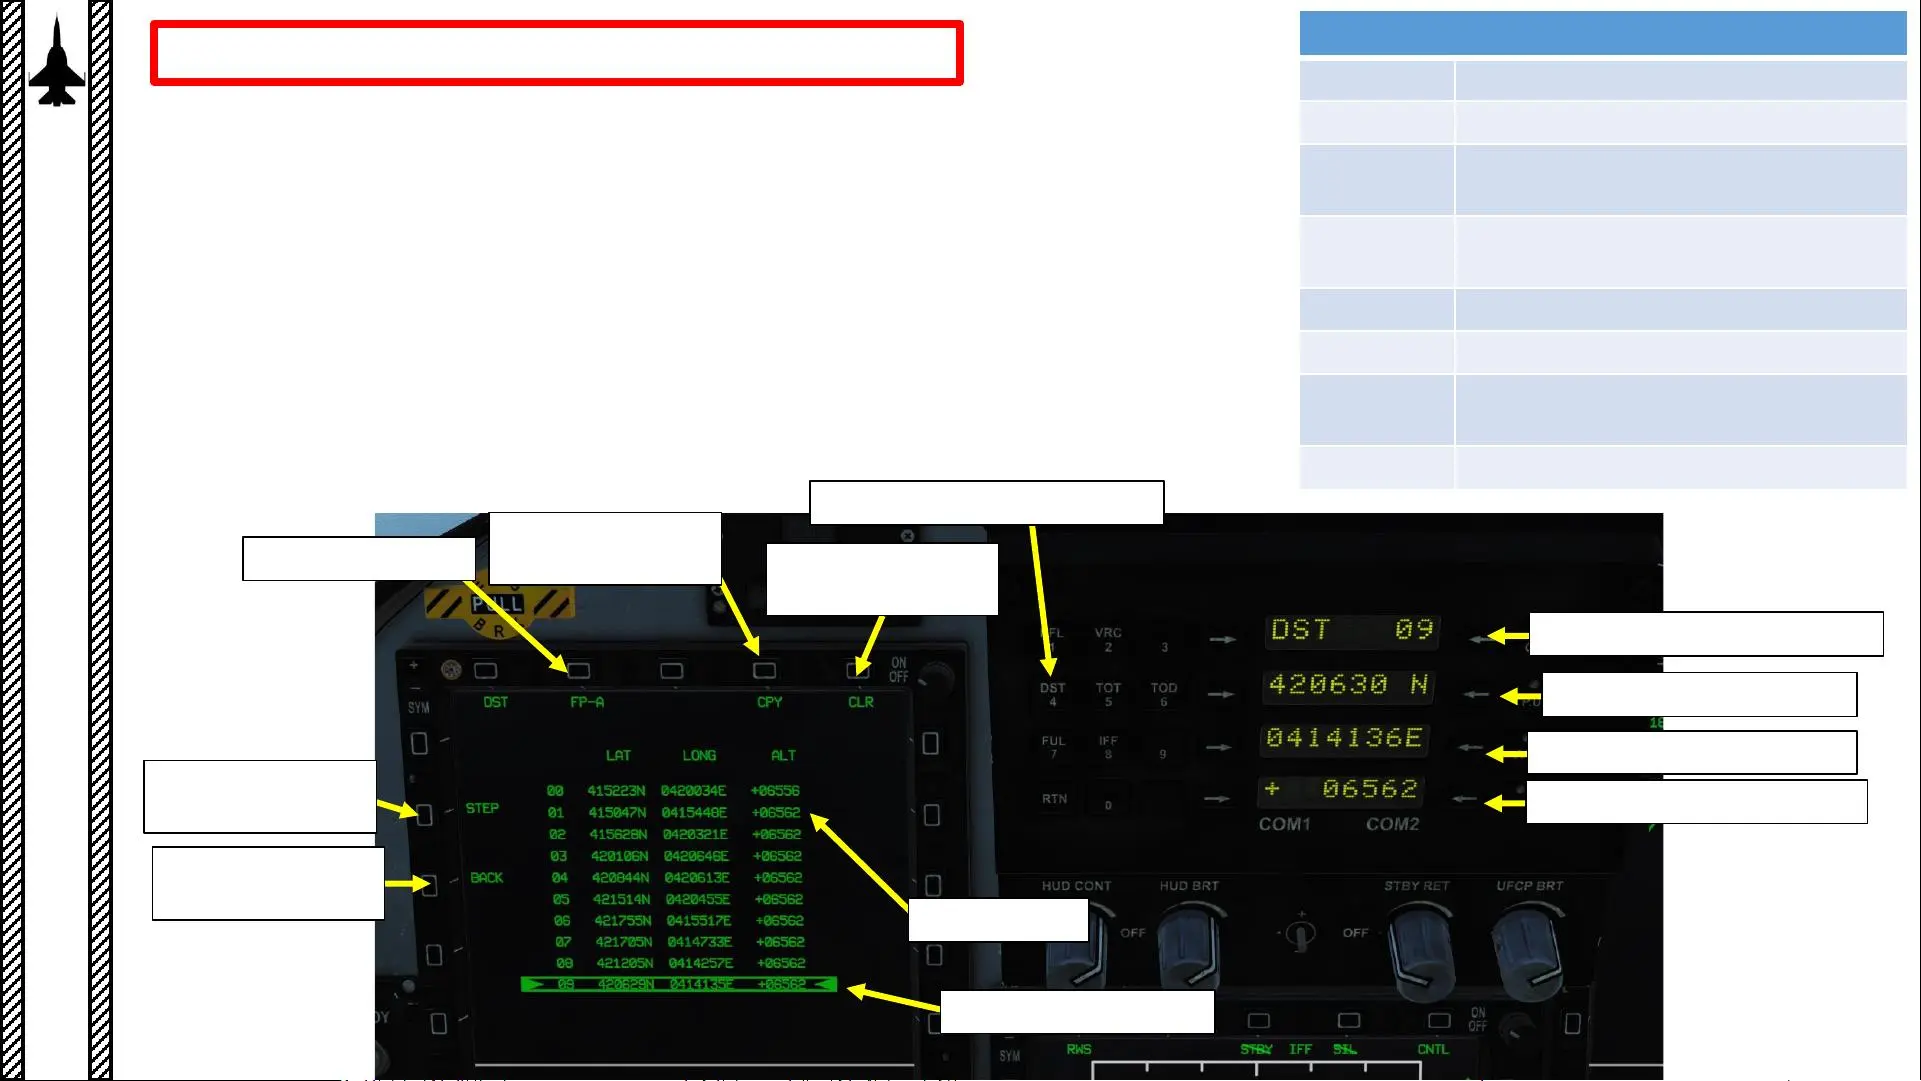 PULL
B R
ON
OFF
+
-
SYM
DST FP-A CPY CLR
LAT LONG ALT
00 415223N 0420034E +06556
STEP
01 415047N 0415448E +06562
02 415628N 0420321E +06562
03 420106N 0420646E +06562
BACK
04 420844N 0420613E +06562
05 421514N 0420455E +06562
06 421755N 0415517E +06562
07 421705N 0414733E +06562
08 421205N 0414257E +06562
09 420629N 0414135E +06562
VRC
1 2 3
DST TOT TOD
4 5 6
FUL IFF
7 8 9
RTN 0
DST 09
420630 N
0414136E
+ 06562
COM1 COM2
HUD CONT HUD BRT STBY RET UFCP BRT
OFF - + OFF
ON
OFF
SYM
RWS STBY IFF SIL CNTL